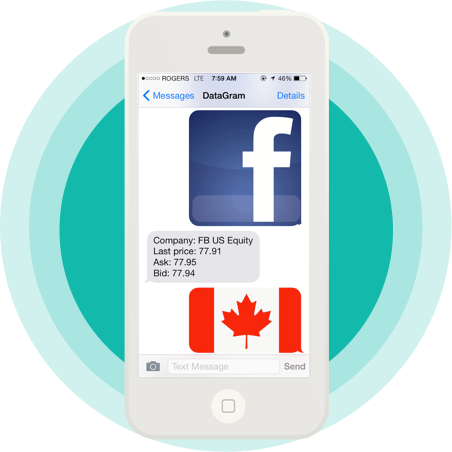 ROGERS LTE 7:59 AM 46%
Messages DataGram Details
f
Company: FB US Equity
Last price: 77.91
Ask: 77.95
Bid: 77.94
Text Message Send